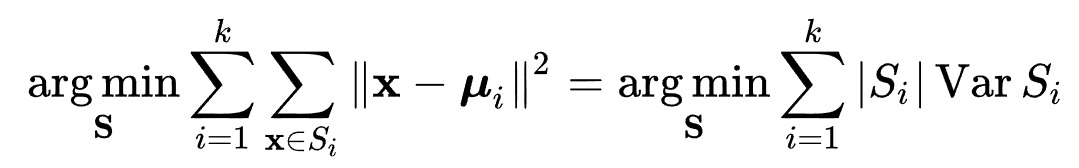 arg min_S ∑_{i=1}^{k} ∑_{x∈S_i} ‖x − μ_i‖² = arg min_S ∑_{i=1}^{k} |S_i| Var S_i